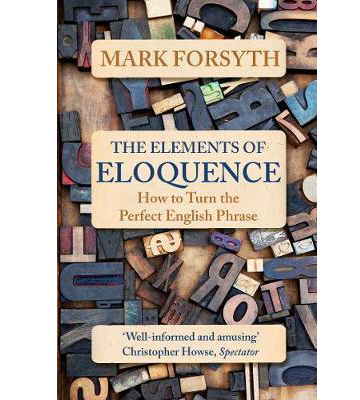 MARK FORSYTH
THE ELEMENTS OF
ELOQUENCE
How to Turn the
Perfect English Phrase
‘Well-informed and amusing’
Christopher Howse, Spectator